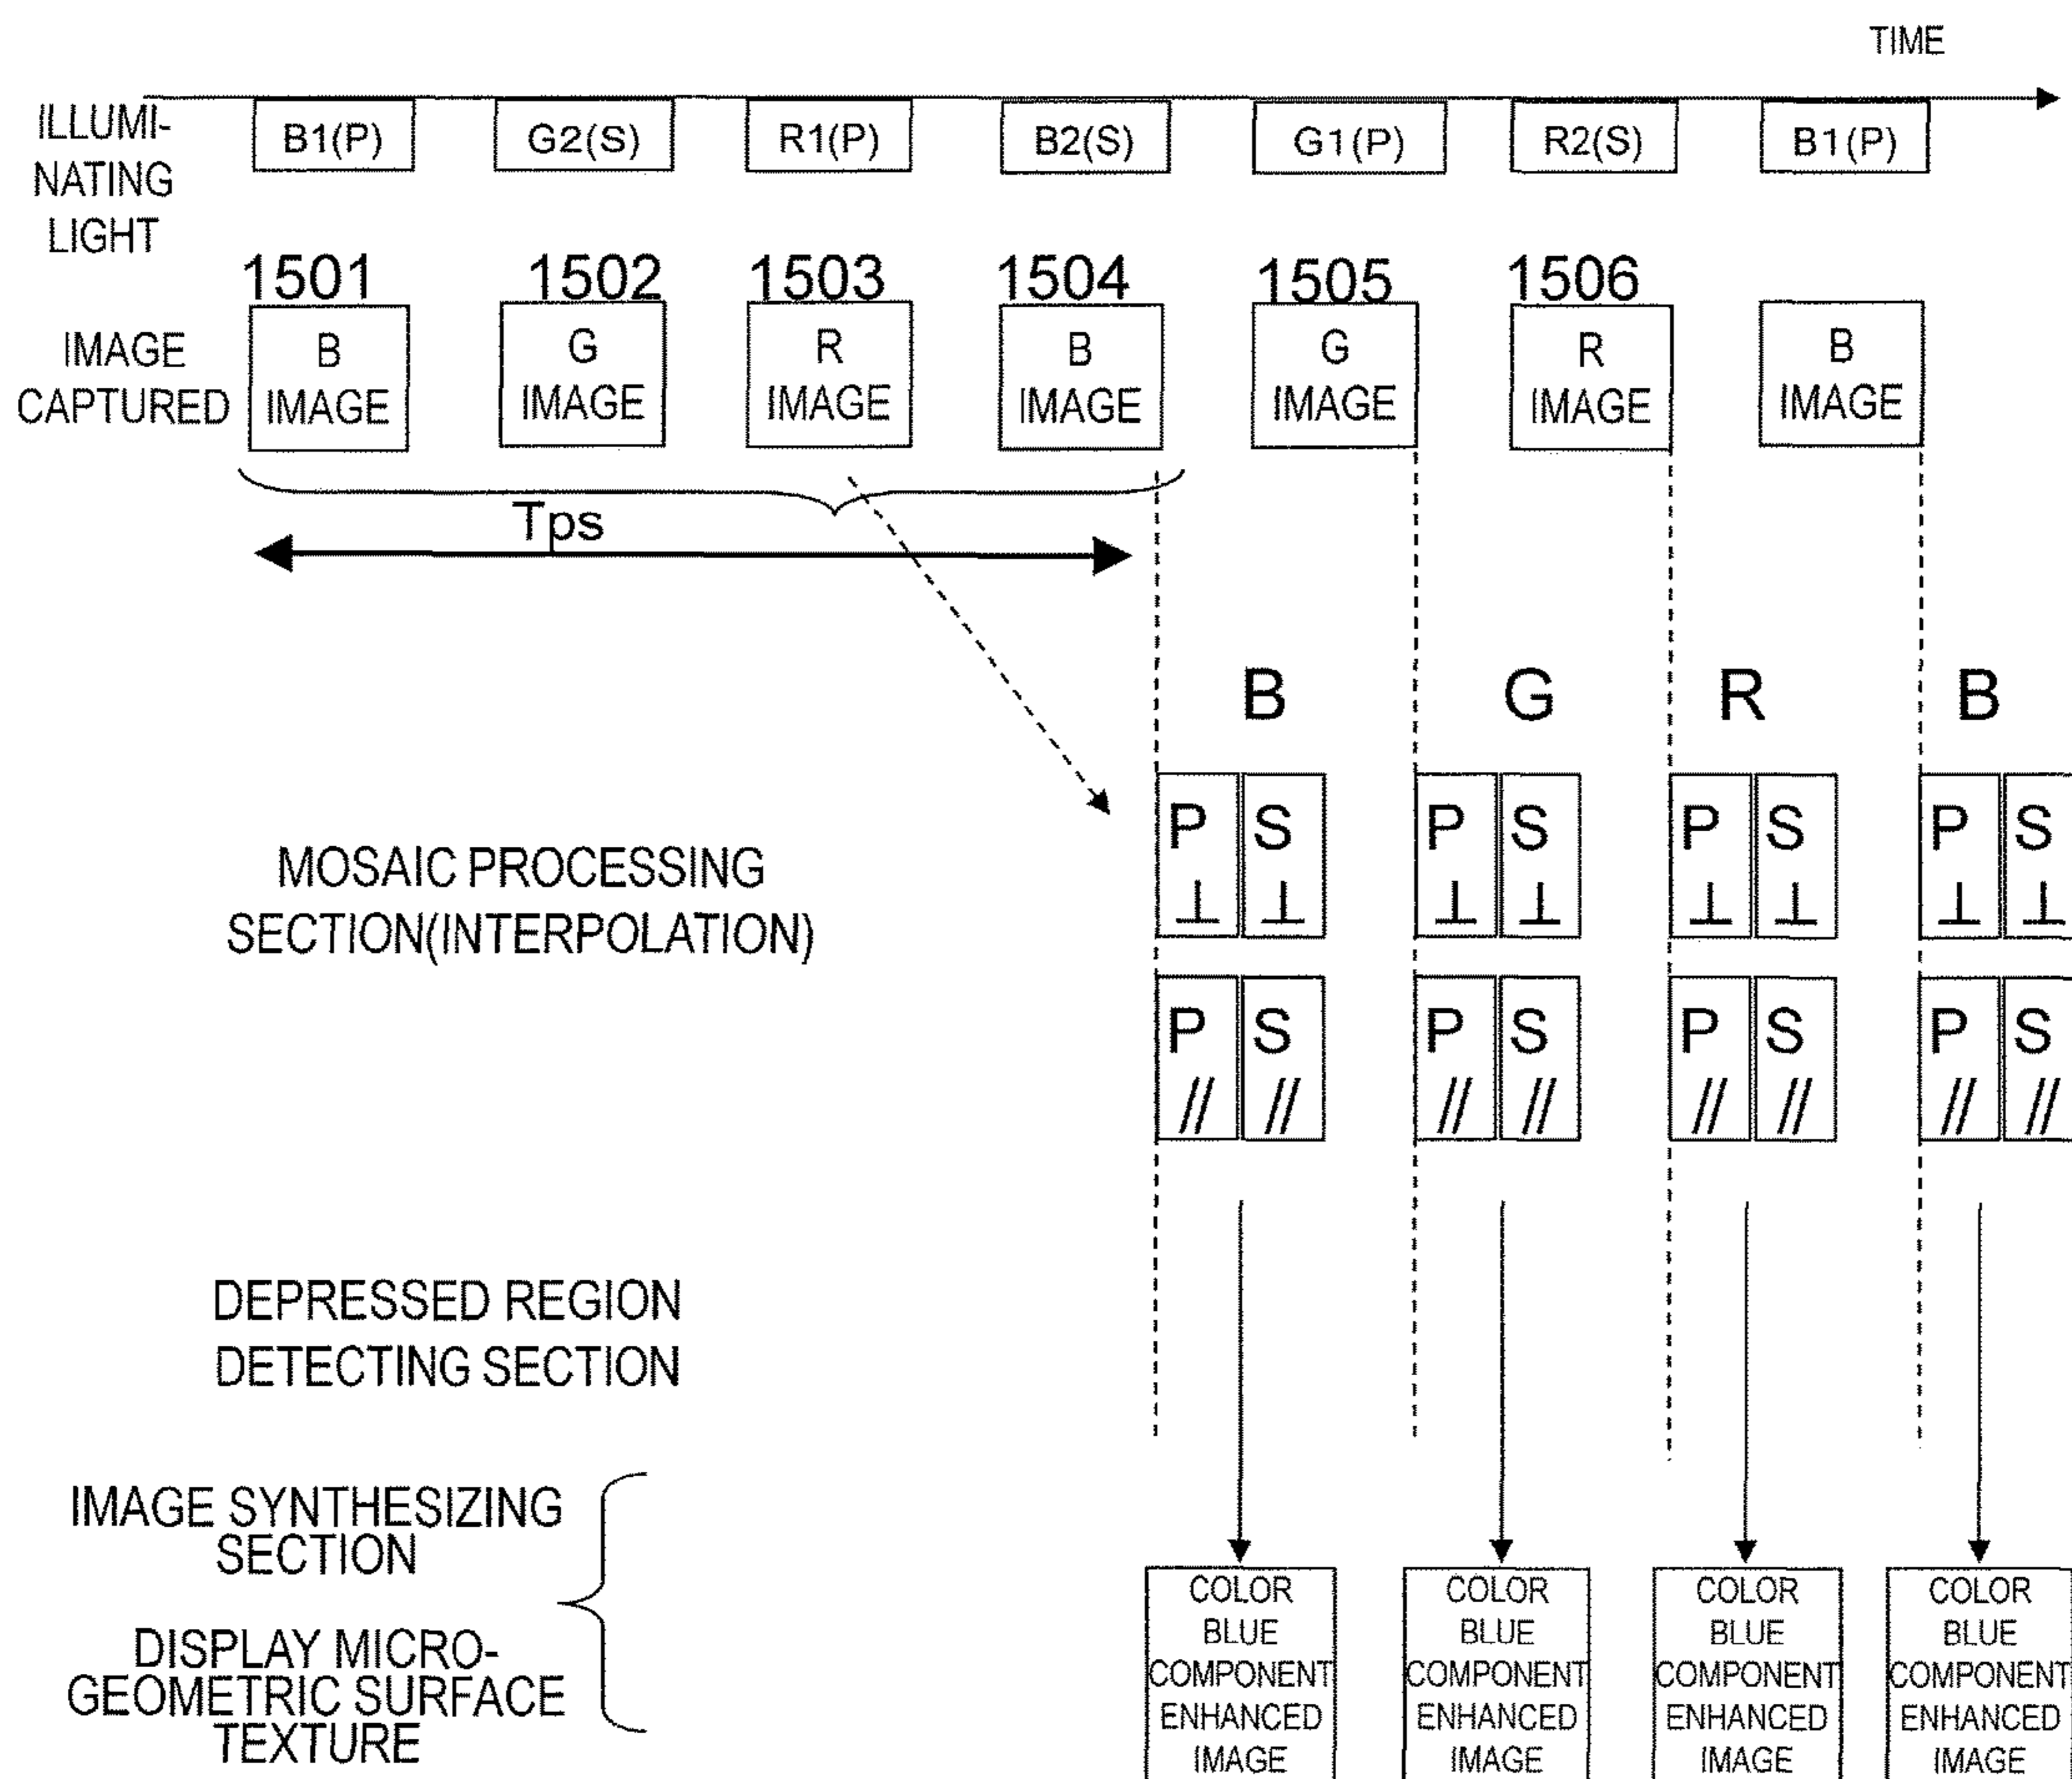 TIME
ILLUMI-
NATING
LIGHT
B1(P) G2(S) R1(P) B2(S) G1(P) R2(S) B1(P)
1501 1502 1503 1504 1505 1506
IMAGE
CAPTURED
B
IMAGE
G
IMAGE
R
IMAGE
B
IMAGE
G
IMAGE
R
IMAGE
B
IMAGE
Tps
B G R B
MOSAIC PROCESSING
SECTION(INTERPOLATION)
P S P S P S P S
⊥ ⊥ ⊥ ⊥ ⊥ ⊥ ⊥ ⊥
P S P S P S P S
// // // // // // // //
DEPRESSED REGION
DETECTING SECTION
IMAGE SYNTHESIZING
SECTION
DISPLAY MICRO-
GEOMETRIC SURFACE
TEXTURE
COLOR
BLUE
COMPONENT
ENHANCED
IMAGE
COLOR
BLUE
COMPONENT
ENHANCED
IMAGE
COLOR
BLUE
COMPONENT
ENHANCED
IMAGE
COLOR
BLUE
COMPONENT
ENHANCED
IMAGE